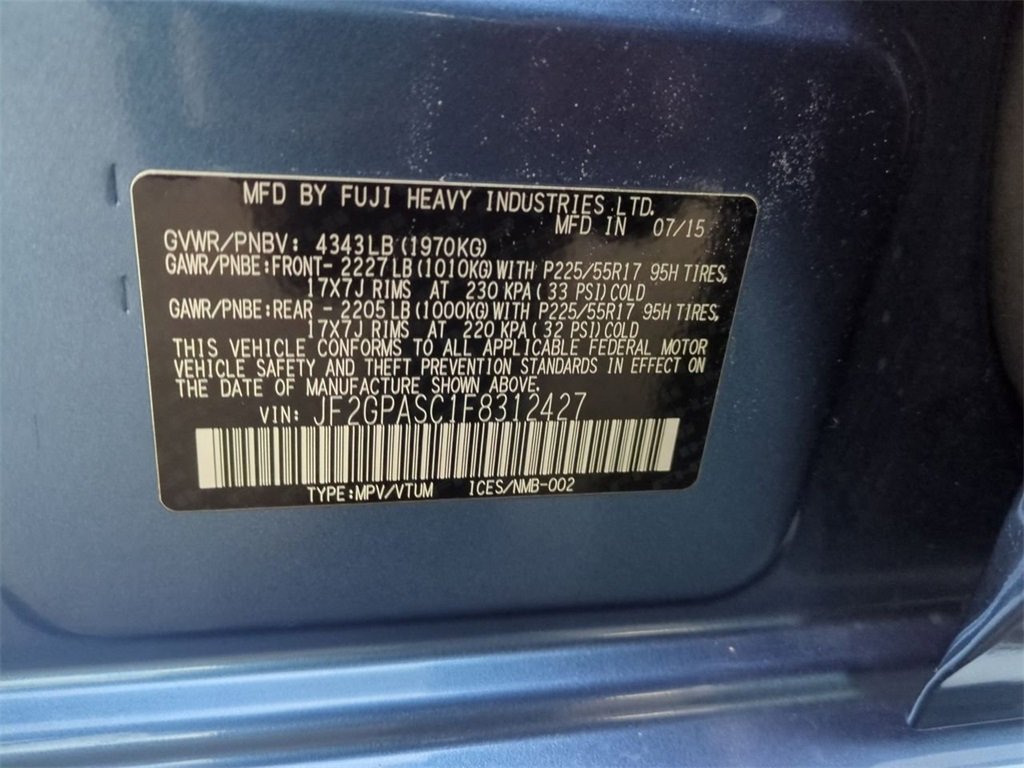 MFD BY FUJI HEAVY INDUSTRIES LTD.
MFD IN 07/15
GVWR/PNBV: 4343LB(1970KG)
GAWR/PNBE:FRONT- 2227LB(1010KG)WITH P225/55R17 95H TIRES,
17X7J RIMS AT 230 KPA( 33 PSI)COLD
GAWR/PNBE:REAR - 2205LB(1000KG)WITH P225/55R17 95H TIRES,
17X7J RIMS AT 220 KPA( 32 PSI)COLD
THIS VEHICLE CONFORMS TO ALL APPLICABLE FEDERAL MOTOR
VEHICLE SAFETY AND THEFT PREVENTION STANDARDS IN EFFECT ON
THE DATE OF MANUFACTURE SHOWN ABOVE.
VIN: JF2GPASC1F8312427
TYPE:MPV/VTUM ICES/NMB-002